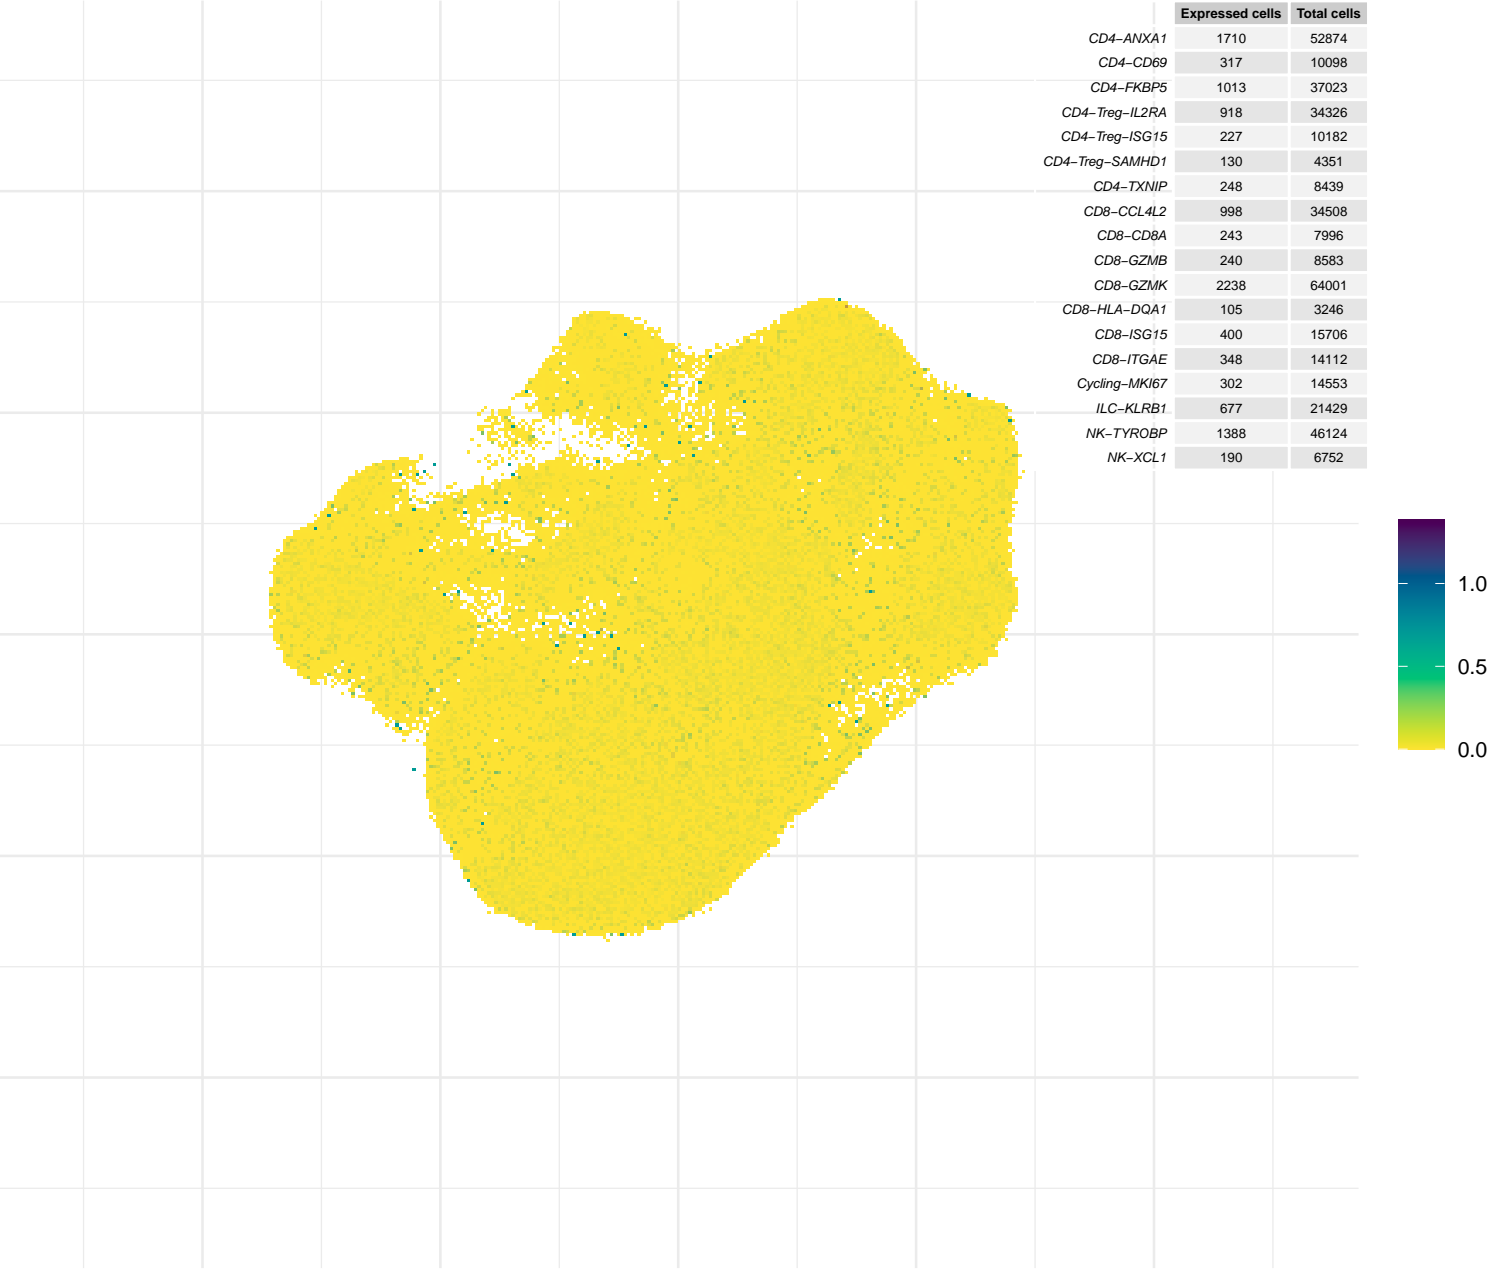 Expressed cells Total cells
CD4−ANXA1 1710 52874
CD4−CD69 317 10098
CD4−FKBP5 1013 37023
CD4−Treg−IL2RA 918 34326
CD4−Treg−ISG15 227 10182
CD4−Treg−SAMHD1 130 4351
CD4−TXNIP 248 8439
CD8−CCL4L2 998 34508
CD8−CD8A 243 7996
CD8−GZMB 240 8583
CD8−GZMK 2238 64001
CD8−HLA−DQA1 105 3246
CD8−ISG15 400 15706
CD8−ITGAE 348 14112
Cycling−MKI67 302 14553
ILC−KLRB1 677 21429
NK−TYROBP 1388 46124
NK−XCL1 190 6752
1.0
0.5
0.0